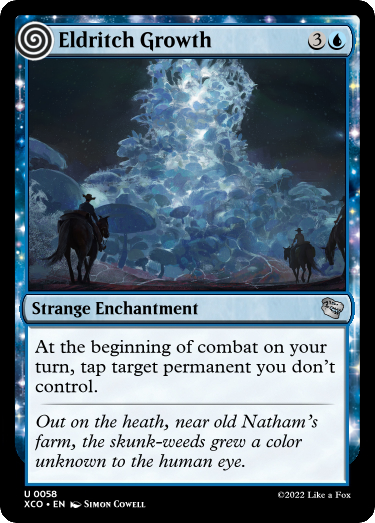 Eldritch Growth 3
Strange Enchantment
At the beginning of combat on your
turn, tap target permanent you don't
control.
Out on the heath, near old Natham's
farm, the skunk-weeds grew a color
unknown to the human eye.
U 0058
XCO • EN Simon Cowell
©2022 Like a Fox